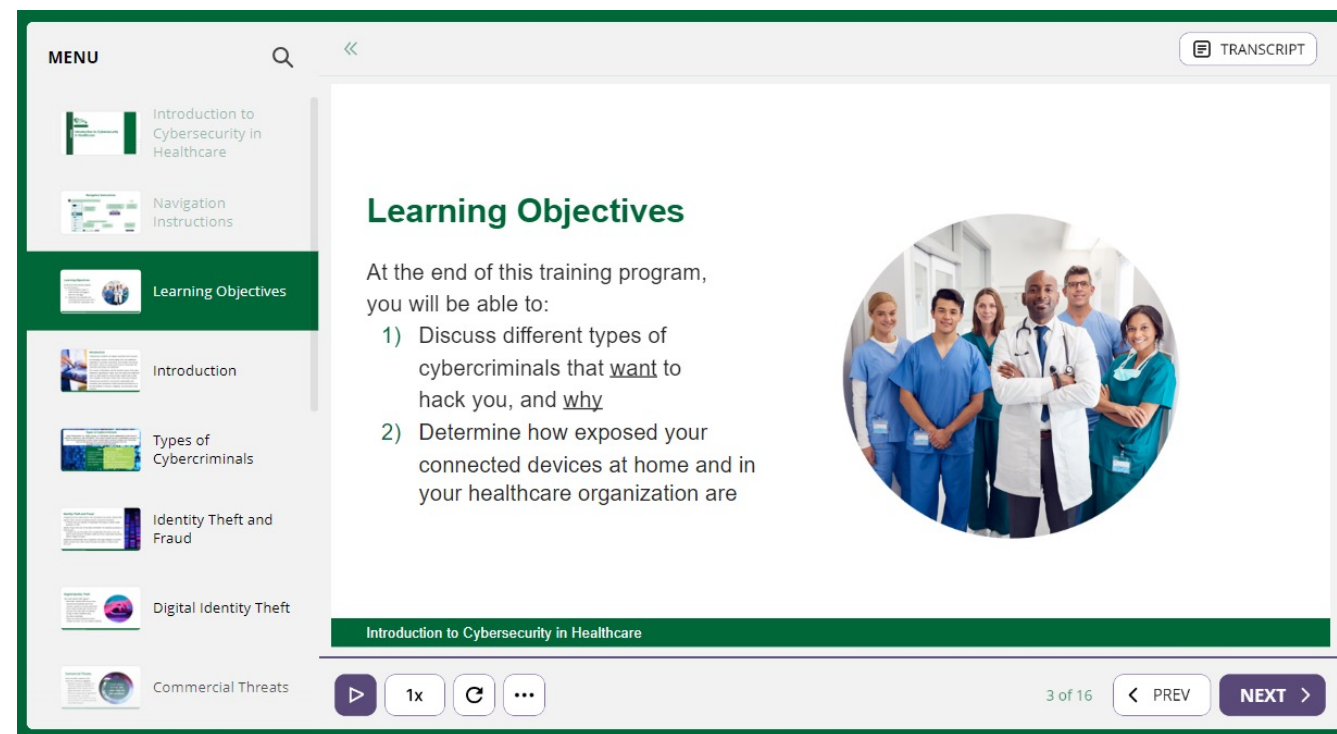 MENU
TRANSCRIPT
Introduction to
Cybersecurity in
Healthcare
Navigation
Instructions
Learning Objectives
Introduction
Types of
Cybercriminals
Identity Theft and
Fraud
Digital Identity Theft
Commercial Threats
Learning Objectives
At the end of this training program,
you will be able to:
1) Discuss different types of
cybercriminals that want to
hack you, and why
2) Determine how exposed your
connected devices at home and in
your healthcare organization are
Introduction to Cybersecurity in Healthcare
1x
3 of 16
PREV
NEXT